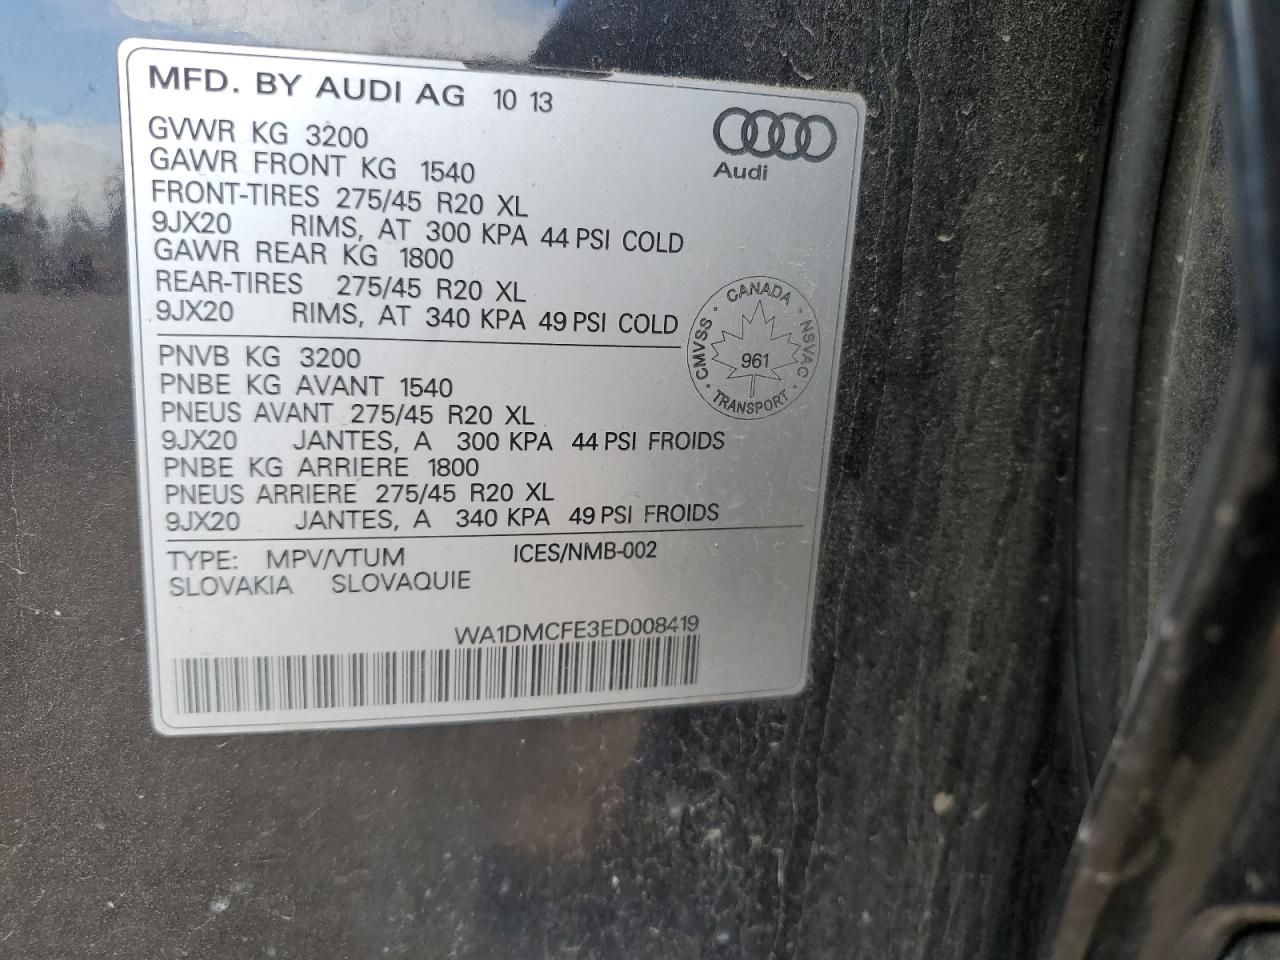 MFD. BY AUDI AG 10 13
Audi
GVWR KG 3200
GAWR FRONT KG 1540
FRONT-TIRES 275/45 R20 XL
9JX20 RIMS, AT 300 KPA 44 PSI COLD
GAWR REAR KG 1800
REAR-TIRES 275/45 R20 XL
9JX20 RIMS, AT 340 KPA 49 PSI COLD
CANADA
CMVSS
NSVAC
961
TRANSPORT
PNVB KG 3200
PNBE KG AVANT 1540
PNEUS AVANT 275/45 R20 XL
9JX20 JANTES, A 300 KPA 44 PSI FROIDS
PNBE KG ARRIERE 1800
PNEUS ARRIERE 275/45 R20 XL
9JX20 JANTES, A 340 KPA 49 PSI FROIDS
TYPE: MPV/VTUM ICES/NMB-002
SLOVAKIA SLOVAQUIE
WA1DMCFE3ED008419